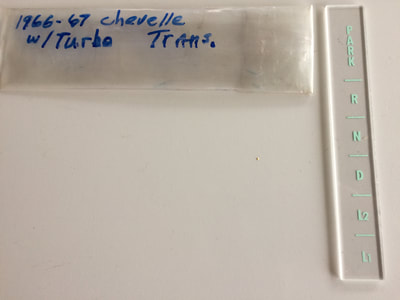 1966-67 chevelle
w/Turbo Trans.
PARK
R
N
D
L2
L1